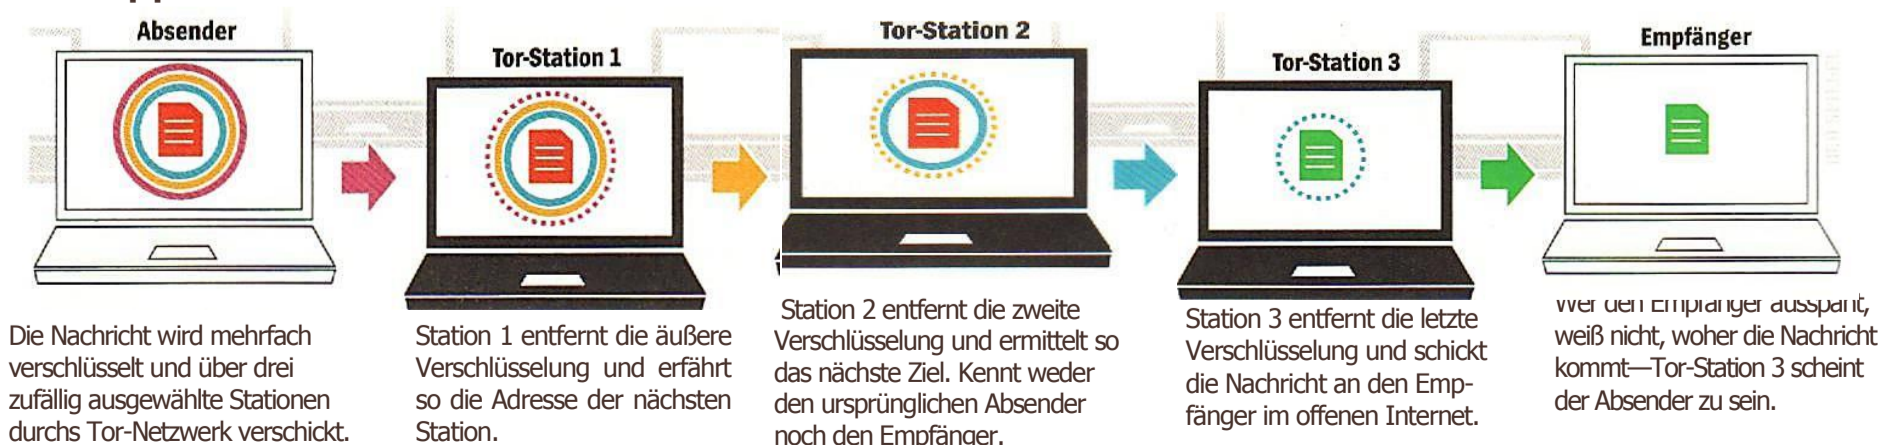 Absender
Die Nachricht wird mehrfach
verschlüsselt und über drei
zufällig ausgewählte Stationen
durchs Tor-Netzwerk verschickt.
Tor-Station 1
Station 1 entfernt die äußere
Verschlüsselung und erfährt
so die Adresse der nächsten
Station.
Tor-Station 2
Station 2 entfernt die zweite
Verschlüsselung und ermittelt so
das nächste Ziel. Kennt weder
den ursprünglichen Absender
noch den Empfänger.
Tor-Station 3
Station 3 entfernt die letzte
Verschlüsselung und schickt
die Nachricht an den Emp-
fänger im offenen Internet.
Empfänger
Wer den Empfänger ausspäht,
weiß nicht, woher die Nachricht
kommt—Tor-Station 3 scheint
der Absender zu sein.